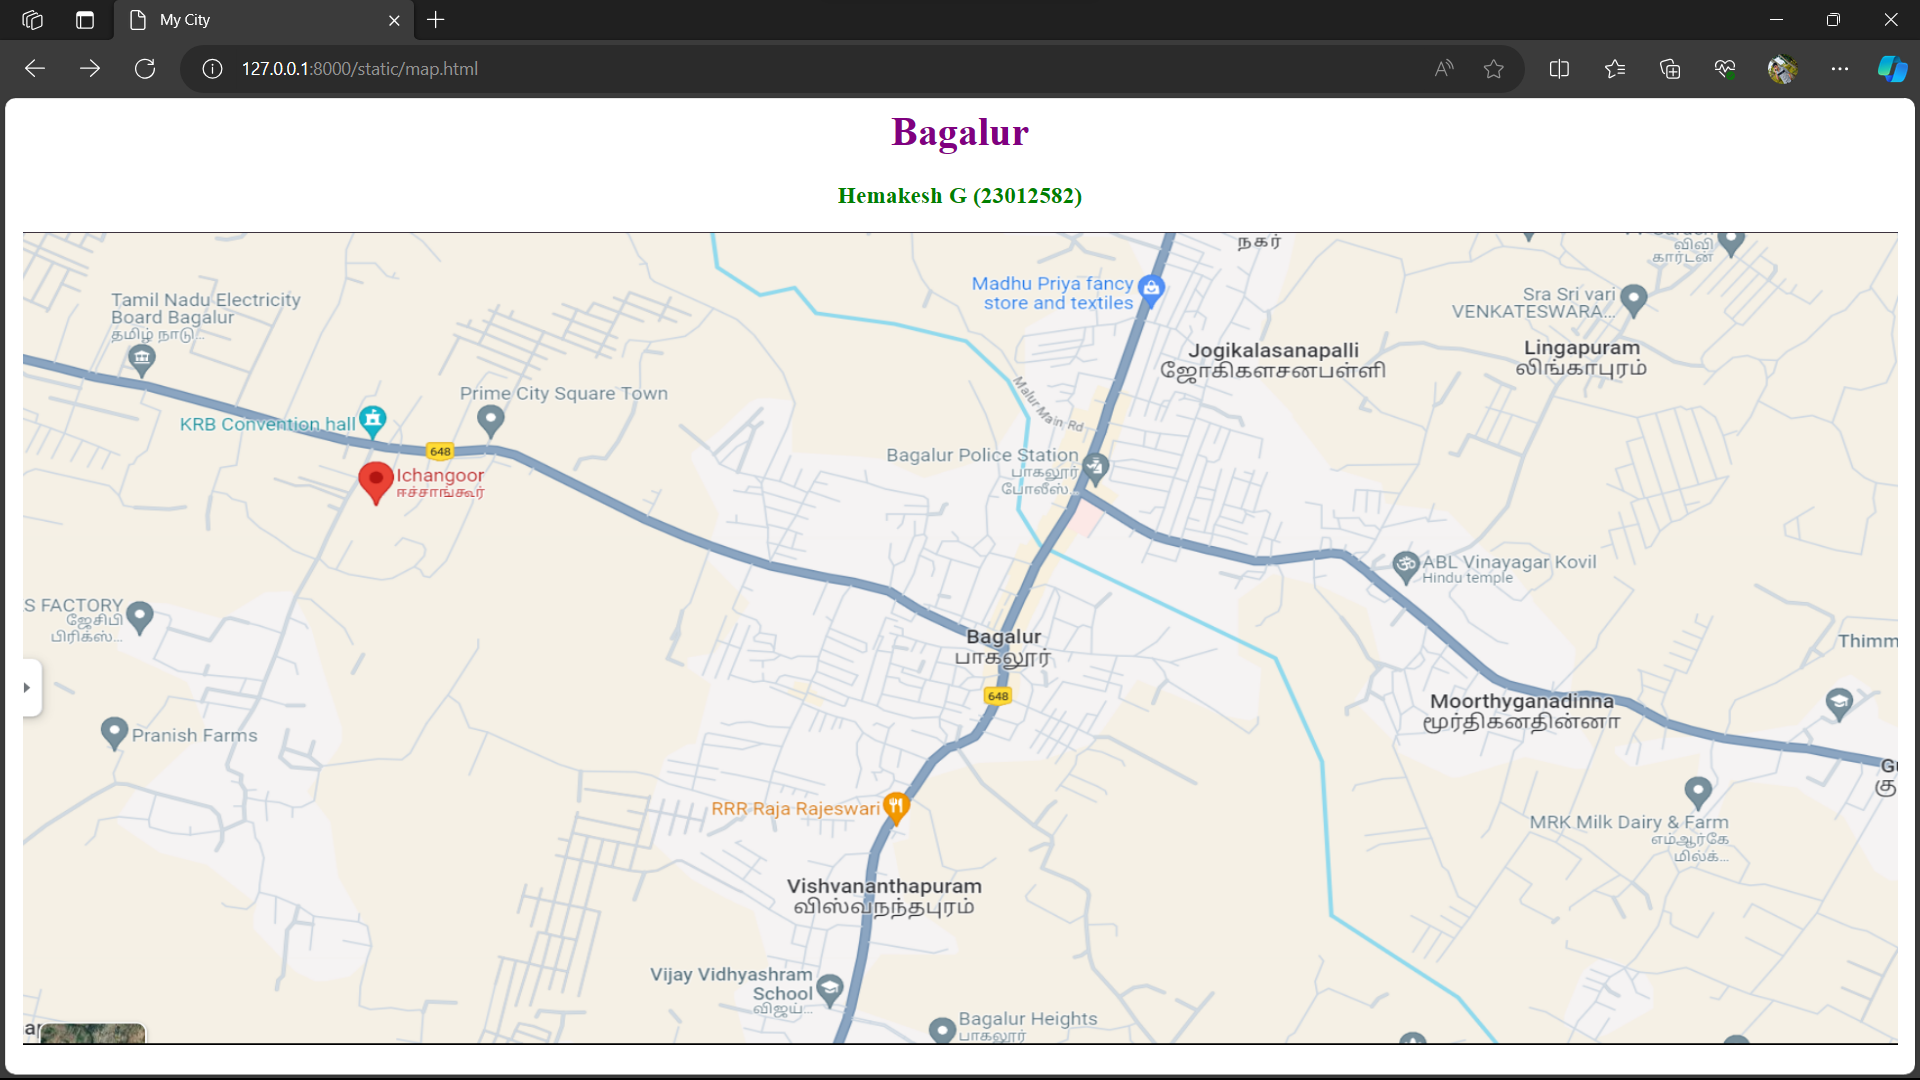 My City
127.0.0.1:8000/static/map.html
Bagalur
Hemakesh G (23012582)
நகர்
விவி
கார்டன்
Madhu Priya fancy
store and textiles
Sra Sri vari
VENKATESWARA...
Tamil Nadu Electricity
Board Bagalur
தமிழ் நாடு...
Jogikalasanapalli
ஜோகிகளசனபள்ளி
Lingapuram
லிங்காபுரம்
Malur Main Rd
Prime City Square Town
KRB Convention hall
648
Ichangoor
ஈச்சாங்கூர்
Bagalur Police Station
பாகலூர்
போலீஸ்...
ABL Vinayagar Kovil
Hindu temple
S FACTORY
ஜேசிபி
பிரிக்ஸ்...
Bagalur
பாகலூர்
Thimm
648
Moorthyganadinna
மூர்திகனதின்னா
Pranish Farms
Gu
கு
RRR Raja Rajeswari
MRK Milk Dairy & Farm
எம்ஆர்கே
மில்க்...
Vishvananthapuram
விஸ்வநந்தபுரம்
Vijay Vidhyashram
School
விஜய்...
Bagalur Heights
பாகலூர்